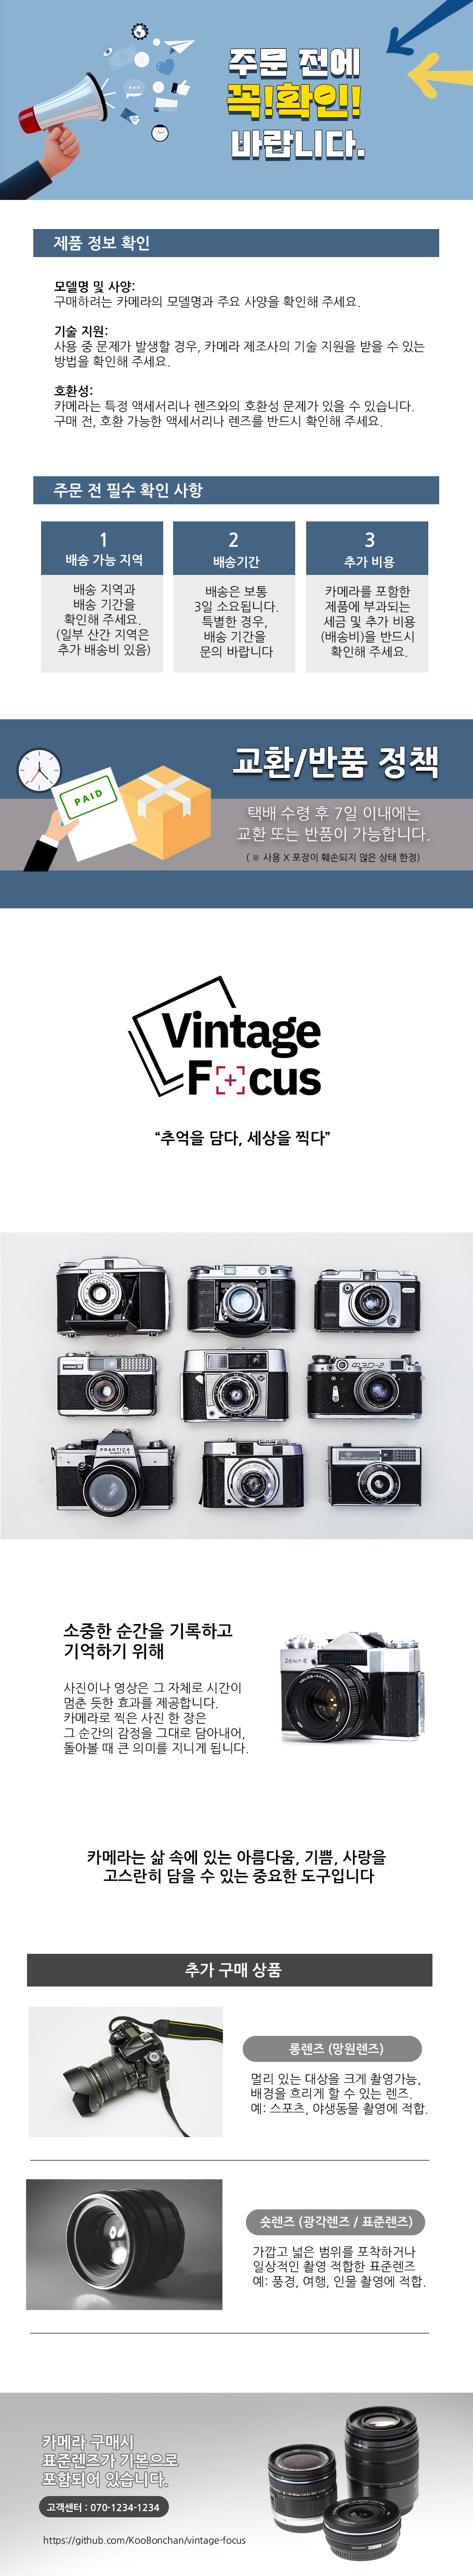 주문 전에
꼭!확인!
바랍니다.
제품 정보 확인
모델명 및 사양:
구매하려는 카메라의 모델명과 주요 사양을 확인해 주세요.
기술 지원:
사용 중 문제가 발생할 경우, 카메라 제조사의 기술 지원을 받을 수 있는
방법을 확인해 주세요.
호환성:
카메라는 특정 액세서리나 렌즈와의 호환성 문제가 있을 수 있습니다.
구매 전, 호환 가능한 액세서리나 렌즈를 반드시 확인해 주세요.
주문 전 필수 확인 사항
1
배송 가능 지역
배송 지역과
배송 기간을
확인해 주세요.
(일부 산간 지역은
추가 배송비 있음)
2
배송기간
배송은 보통
3일 소요됩니다.
특별한 경우,
배송 기간을
문의 바랍니다
3
추가 비용
카메라를 포함한
제품에 부과되는
세금 및 추가 비용
(배송비)을 반드시
확인해 주세요.
PAID
교환/반품 정책
택배 수령 후 7일 이내에는
교환 또는 반품이 가능합니다.
( ※ 사용 X 포장이 훼손되지 않은 상태 한정)
Vintage
F cus
“추억을 담다, 세상을 찍다”
ФЭД-2
PRAKTICA
super TL2
소중한 순간을 기록하고
기억하기 위해
사진이나 영상은 그 자체로 시간이
멈춘 듯한 효과를 제공합니다.
카메라로 찍은 사진 한 장은
그 순간의 감정을 그대로 담아내어,
돌아볼 때 큰 의미를 지니게 됩니다.
ZENIT-E
카메라는 삶 속에 있는 아름다움, 기쁨, 사랑을
고스란히 담을 수 있는 중요한 도구입니다
추가 구매 상품
롱렌즈 (망원렌즈)
멀리 있는 대상을 크게 촬영가능,
배경을 흐리게 할 수 있는 렌즈.
예: 스포츠, 야생동물 촬영에 적합.
숏렌즈 (광각렌즈 / 표준렌즈)
가깝고 넓은 범위를 포착하거나
일상적인 촬영 적합한 표준렌즈
예: 풍경, 여행, 인물 촬영에 적합.
카메라 구매시
표준렌즈가 기본으로
포함되어 있습니다.
고객센터 : 070-1234-1234
https://github.com/KooBonchan/vintage-focus